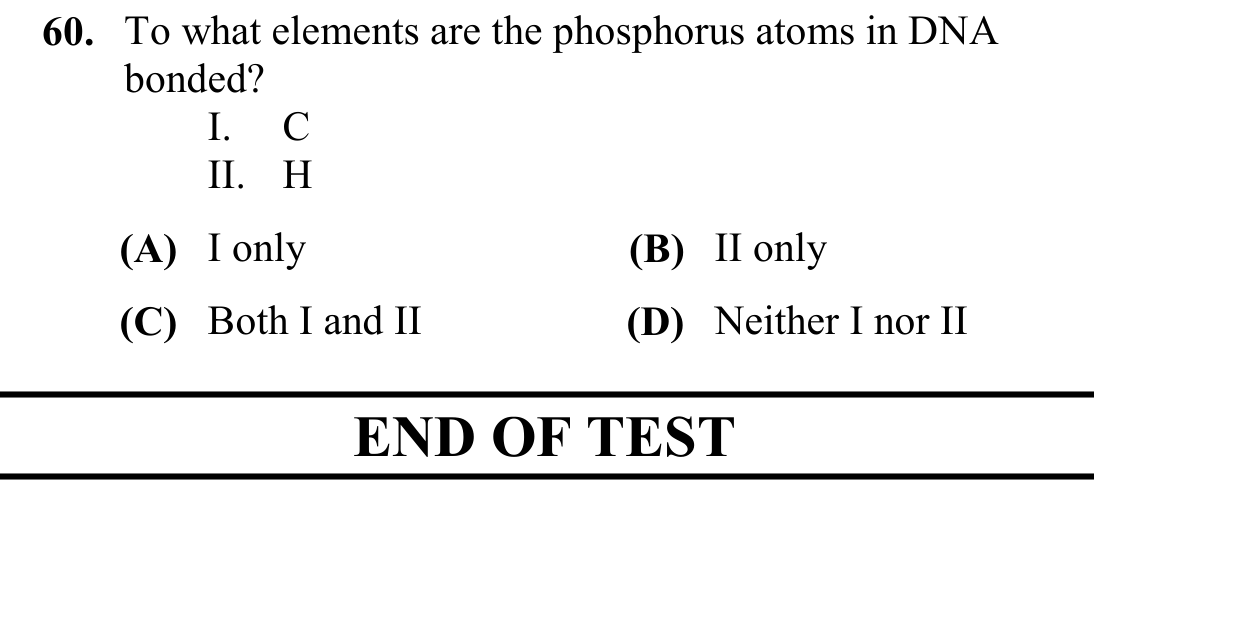 60. To what elements are the phosphorus atoms in DNA
bonded?
I. C
II. H
(A) I only (B) II only
(C) Both I and II (D) Neither I nor II
END OF TEST